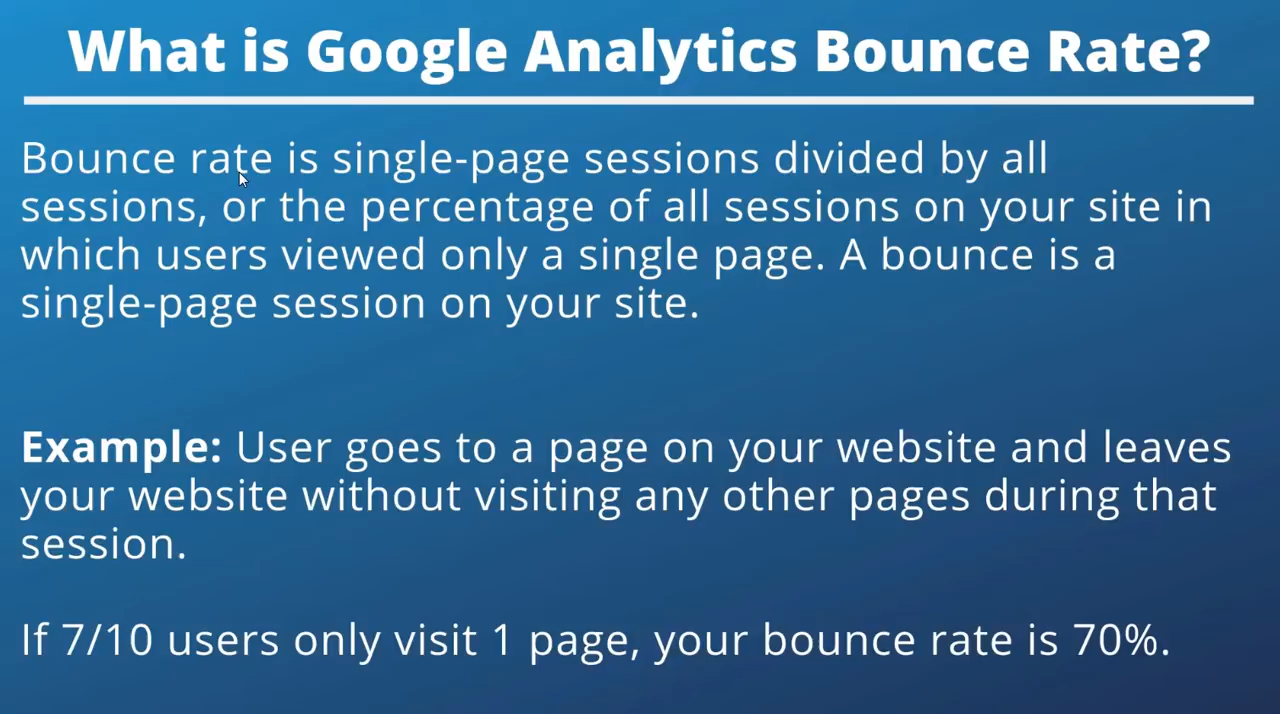 What is Google Analytics Bounce Rate?
Bounce rate is single-page sessions divided by all
sessions, or the percentage of all sessions on your site in
which users viewed only a single page. A bounce is a
single-page session on your site.
Example: User goes to a page on your website and leaves
your website without visiting any other pages during that
session.
If 7/10 users only visit 1 page, your bounce rate is 70%.